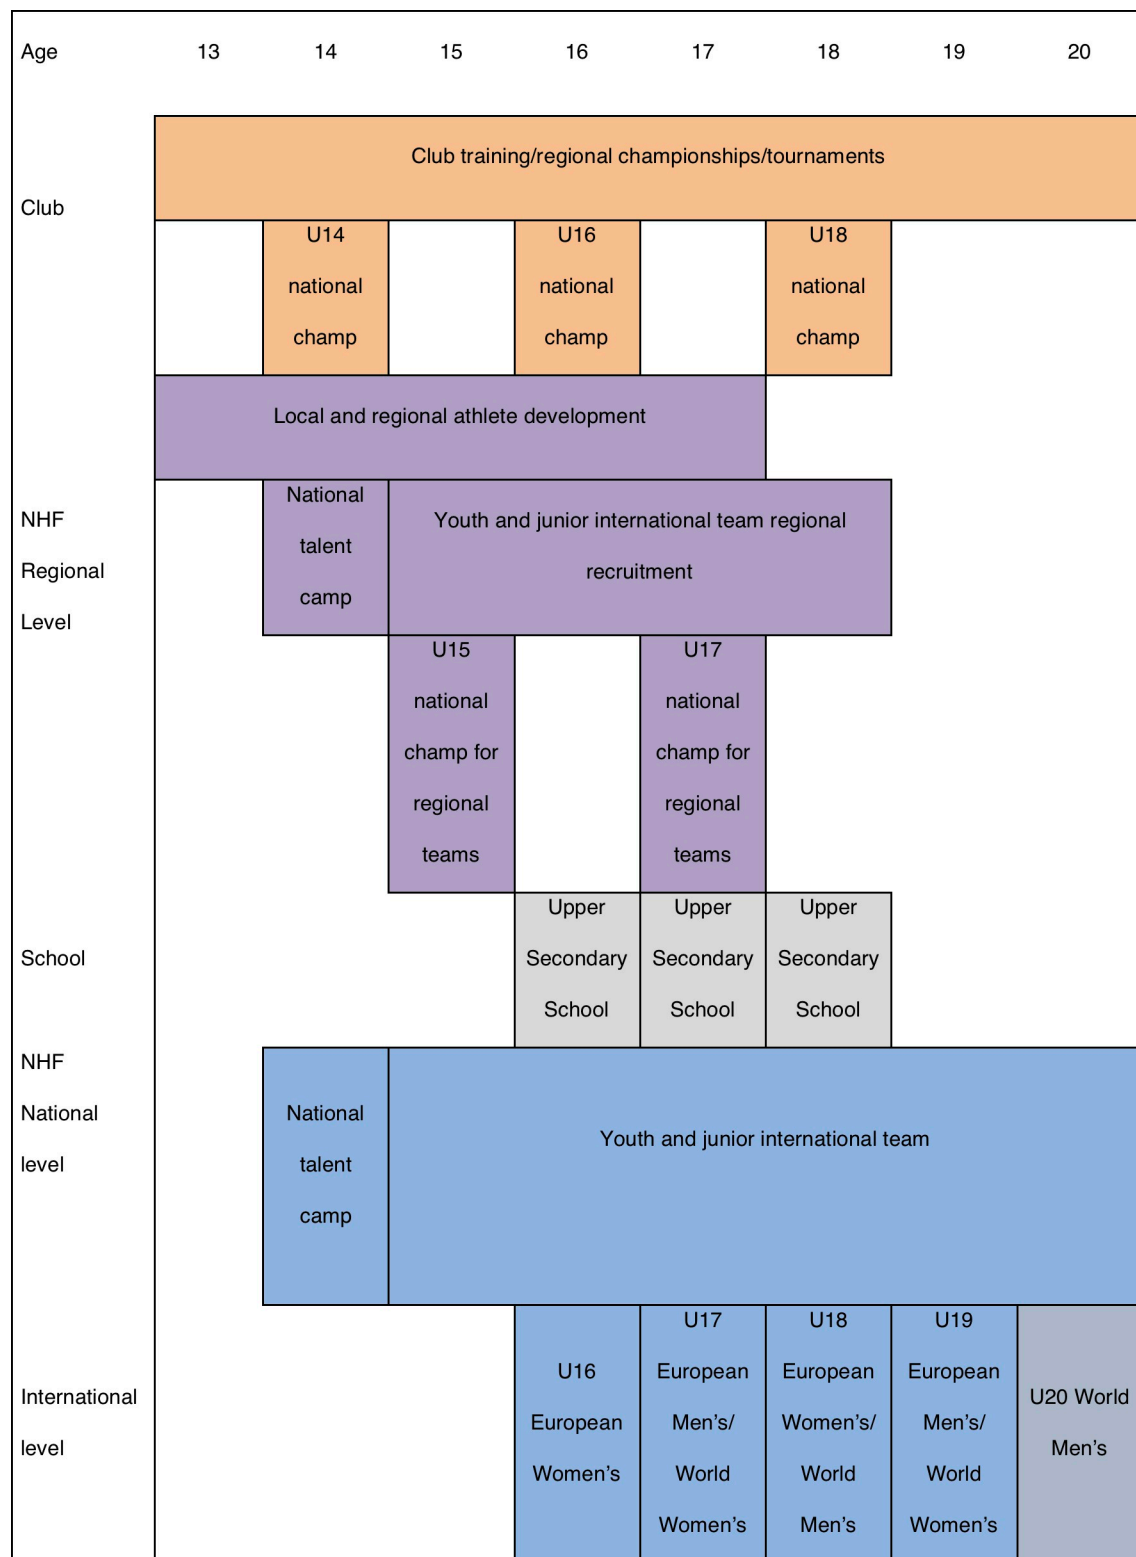 Age 13 14 15 16 17 18 19 20
Club training/regional championships/tournaments
Club
U14
national
champ
U16
national
champ
U18
national
champ
Local and regional athlete development
NHF
Regional
Level
National
talent
camp
Youth and junior international team regional
recruitment
U15
national
champ for
regional
teams
U17
national
champ for
regional
teams
School
Upper
Secondary
School
Upper
Secondary
School
Upper
Secondary
School
NHF
National
level
National
talent
camp
Youth and junior international team
International
level
U16
European
Women’s
U17
European
Men’s/
World
Women’s
U18
European
Women’s/
World
Men’s
U19
European
Men’s/
World
Women’s
U20 World
Men’s